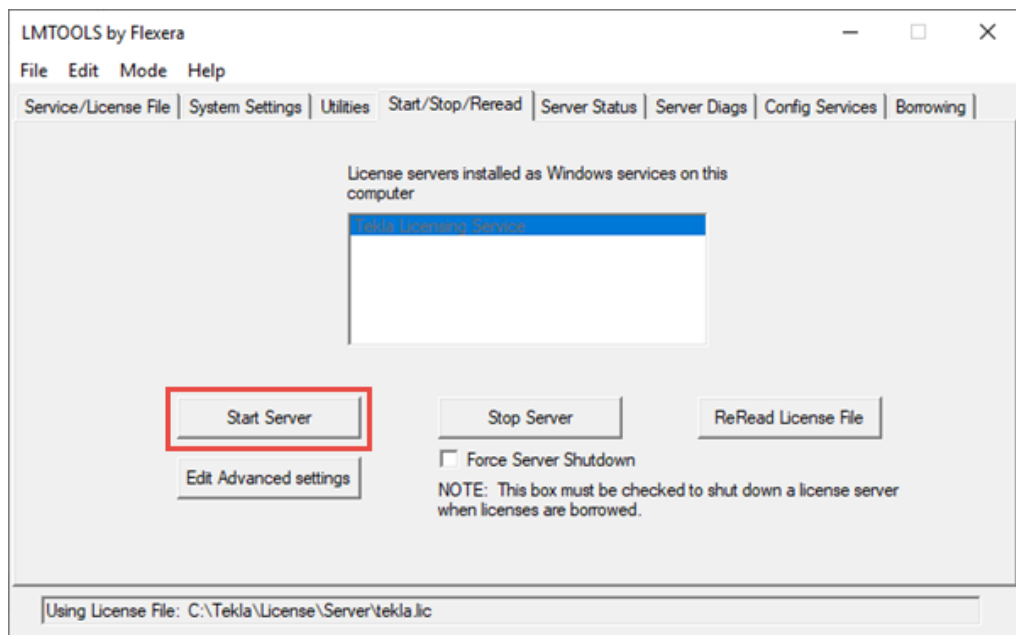 LMTOOLS by Flexera
File Edit Mode Help
Service/License File System Settings Utilities Start/Stop/Reread Server Status Server Diags Config Services Borrowing
License servers installed as Windows services on this
computer
Tekla Licensing Service
Start Server Stop Server ReRead License File
Force Server Shutdown
Edit Advanced settings
NOTE: This box must be checked to shut down a license server
when licenses are borrowed.
Using License File: C:\Tekla\License\Server\tekla.lic